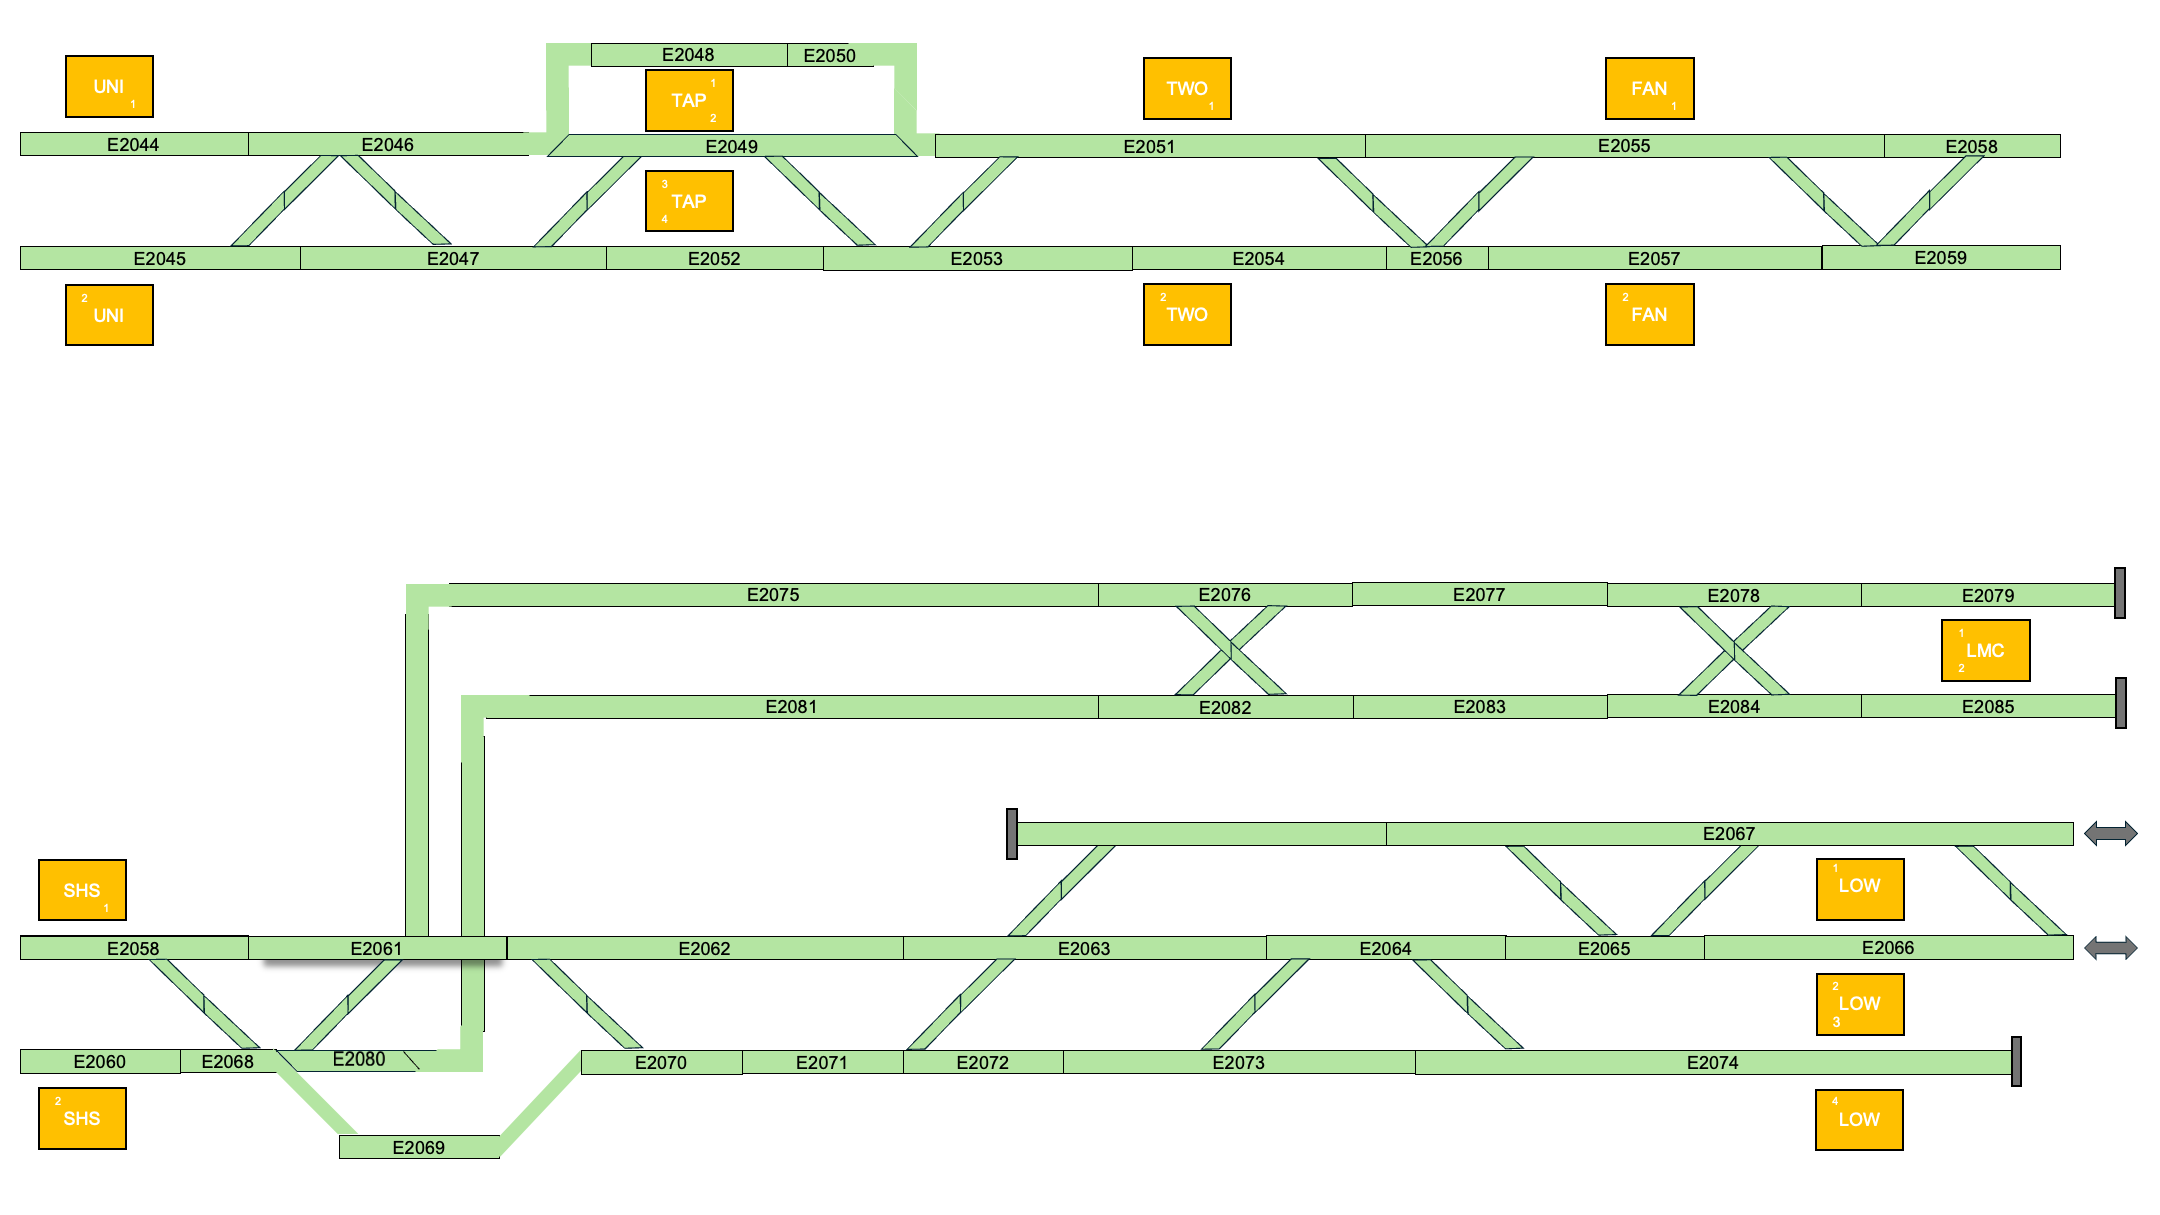 E2048 E2050
UNI 1
TAP 1 2
TWO 1
FAN 1
E2044 E2046 E2049 E2051 E2055 E2058
3 TAP 4
E2045 E2047 E2052 E2053 E2054 E2056 E2057 E2059
2 UNI
2 TWO
2 FAN
E2075 E2076 E2077 E2078 E2079
1 LMC 2
E2081 E2082 E2083 E2084 E2085
E2067
SHS 1
1 LOW
E2058 E2061 E2062 E2063 E2064 E2065 E2066
2 LOW 3
E2060 E2068 E2080 E2070 E2071 E2072 E2073 E2074
2 SHS
4 LOW
E2069